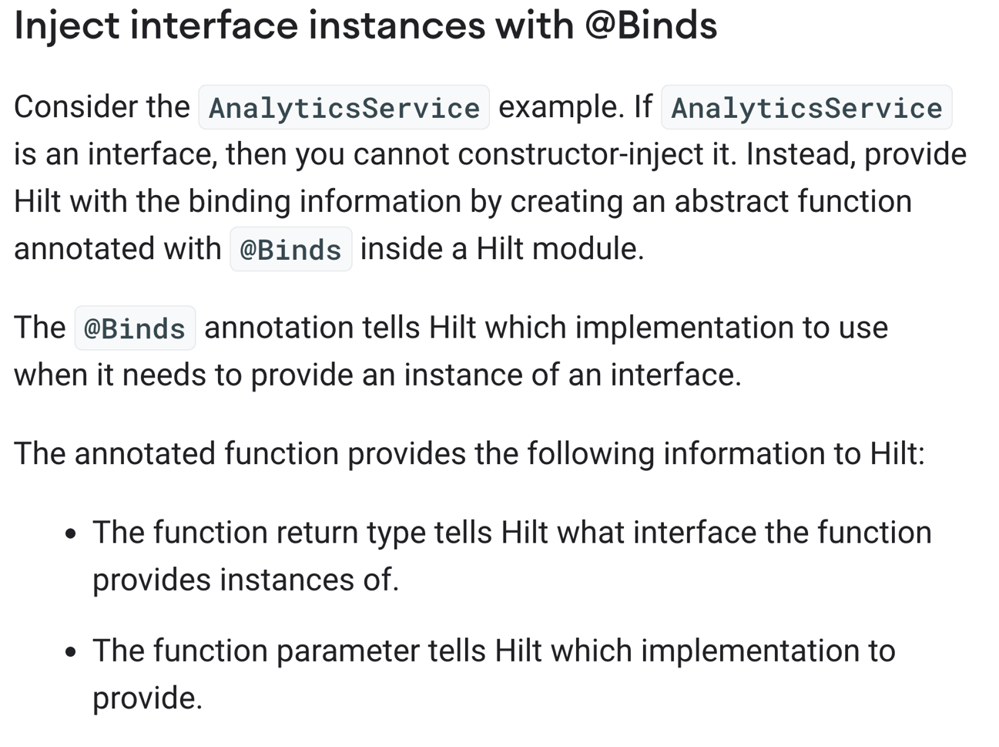 Inject interface instances with @Binds
Consider the AnalyticsService example. If AnalyticsService
is an interface, then you cannot constructor-inject it. Instead, provide
Hilt with the binding information by creating an abstract function
annotated with @Binds inside a Hilt module.
The @Binds annotation tells Hilt which implementation to use
when it needs to provide an instance of an interface.
The annotated function provides the following information to Hilt:
• The function return type tells Hilt what interface the function
provides instances of.
• The function parameter tells Hilt which implementation to
provide.